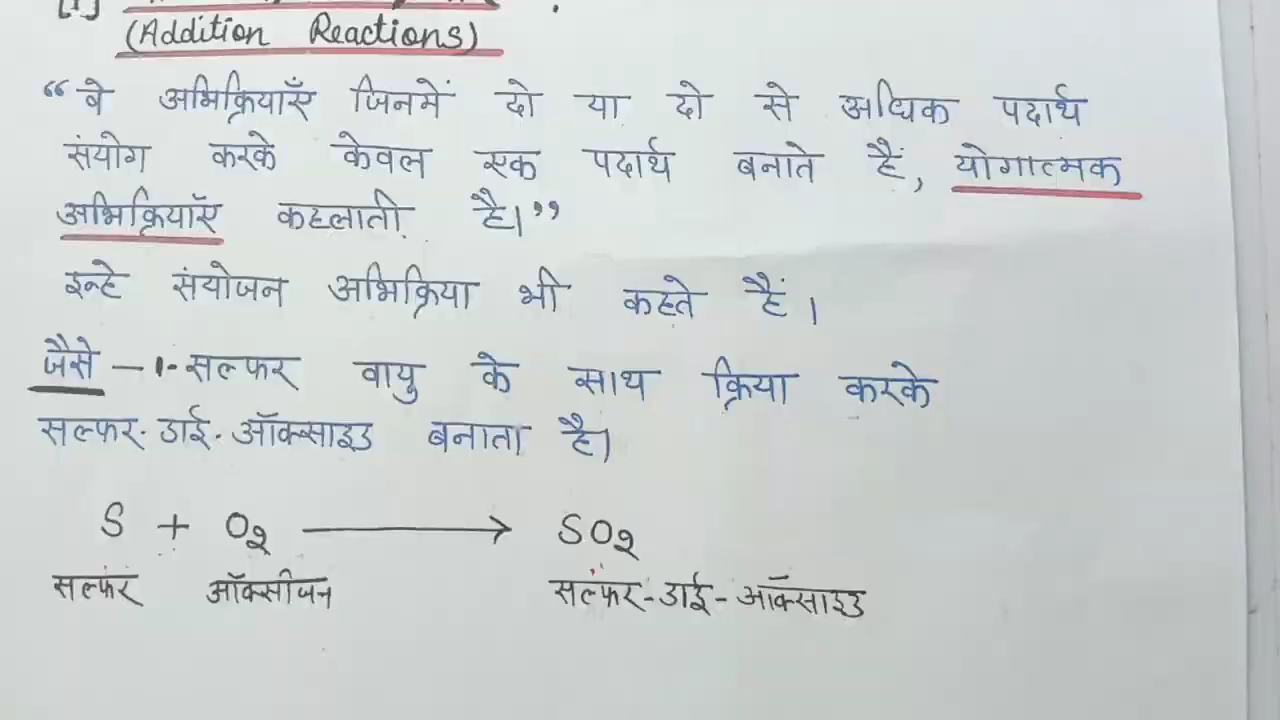 (Addition Reactions)
“ वे अभिक्रियाएँ जिनमें दो या दो से अधिक पदार्थ
संयोग करके केवल एक पदार्थ बनाते हैं, योगात्मक
अभिक्रियाएँ कहलाती है।”
इन्हे संयोजन अभिक्रिया भी कहते हैं।
जैसे – 1. सल्फर वायु के साथ क्रिया करके
सल्फर-डाई-ऑक्साइड बनाता है।
S + O₂ ⟶ SO₂
सल्फर ऑक्सीजन सल्फर-डाई-ऑक्साइड